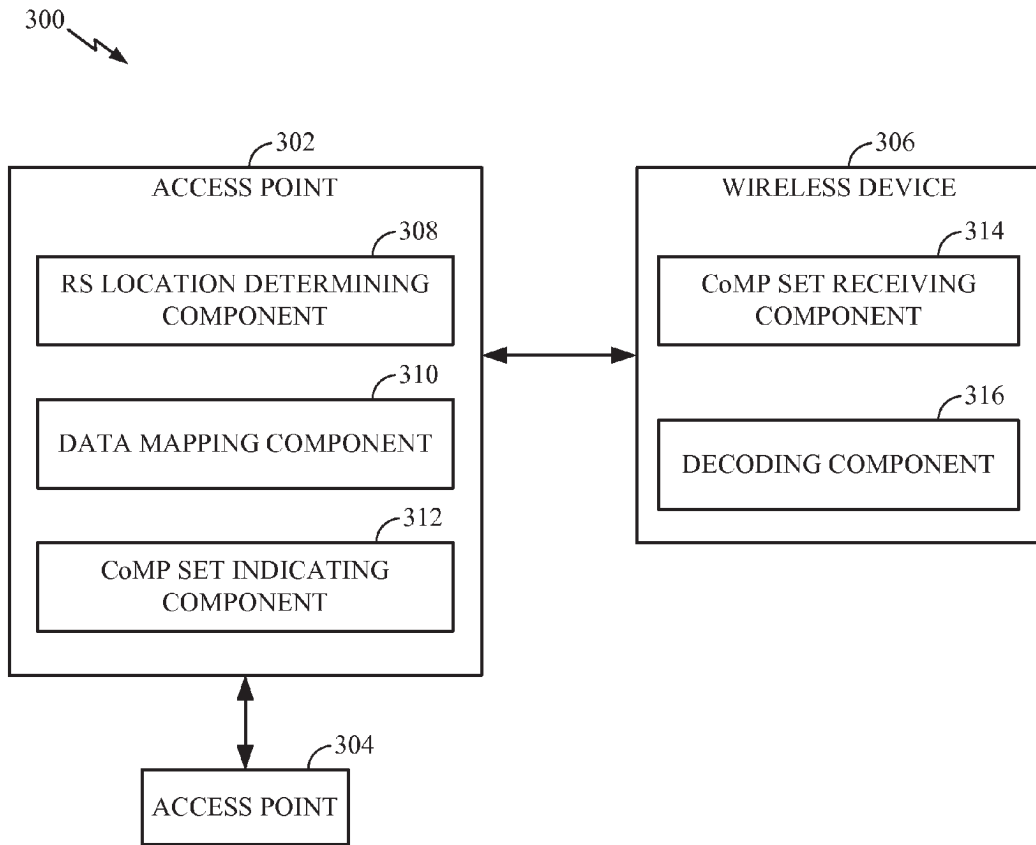 300
302
ACCESS POINT
308
RS LOCATION DETERMINING
COMPONENT
310
DATA MAPPING COMPONENT
312
CoMP SET INDICATING
COMPONENT
304
ACCESS POINT
306
WIRELESS DEVICE
314
CoMP SET RECEIVING
COMPONENT
316
DECODING COMPONENT